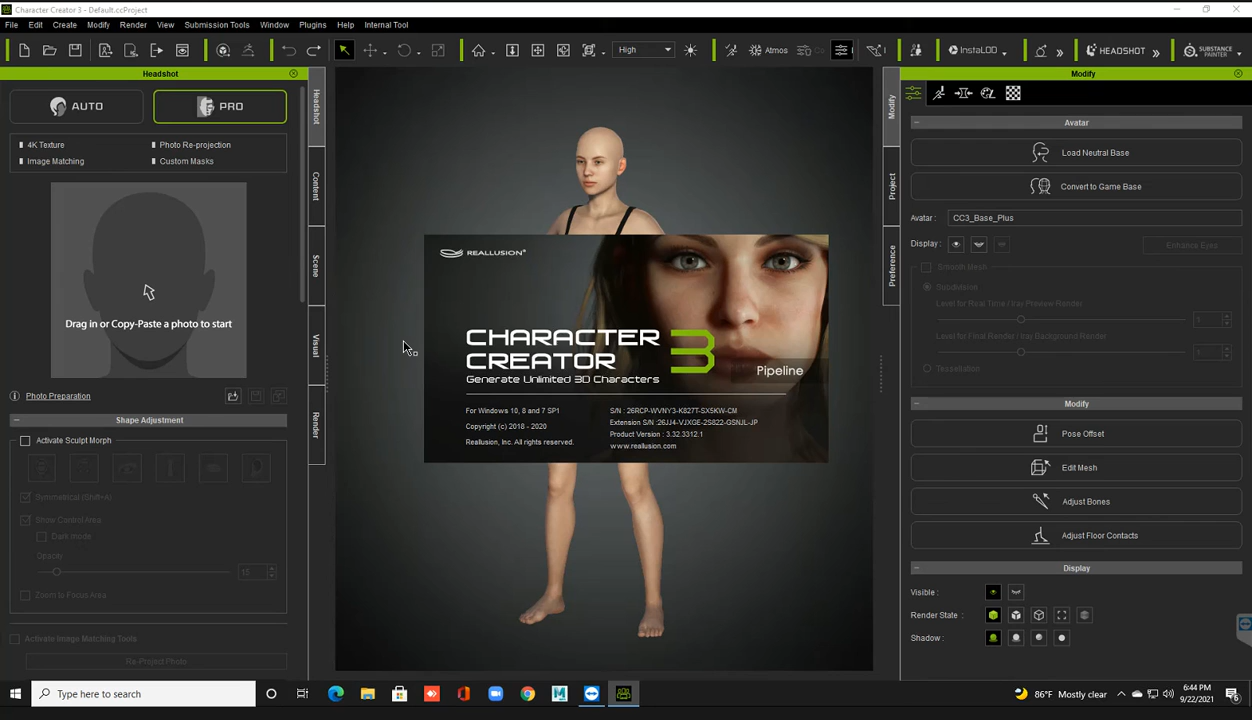 Character Creator 3 - Default.ccProject
File Edit Create Modify Render View Submission Tools Window Plugins Help Internal Tool
High Atmos InstaLOD HEADSHOT SUBSTANCE PAINTER
Headshot
AUTO PRO
4K Texture Photo Re-projection
Image Matching Custom Masks
Drag in or Copy-Paste a photo to start
Photo Preparation
Shape Adjustment
Activate Sculpt Morph
Symmetrical (Shift+A)
Show Control Area
Dark mode
Opacity
15
Zoom to Focus Area
Activate Image Matching Tools
Re-Project Photo
Headshot
Content
Scene
Visual
Render
REALLUSION®
CHARACTER
CREATOR 3
Generate Unlimited 3D Characters
Pipeline
For Windows 10, 8 and 7 SP1
Copyright (c) 2018 - 2020
Reallusion, Inc. All rights reserved.
S/N : 26RCP-WVNY3-K827T-SX5KW-CM
Extension S/N : 26JJ4-VJXGE-2S822-GSNJL-JP
Product Version : 3.32.3312.1
www.reallusion.com
Modify
Project
Preference
Modify
Avatar
Load Neutral Base
Convert to Game Base
Avatar : CC3_Base_Plus
Display : Enhance Eyes
Smooth Mesh
Subdivision
Level for Real Time / Iray Preview Render
1
Level for Final Render / Iray Background Render
1
Tessellation
Modify
Pose Offset
Edit Mesh
Adjust Bones
Adjust Floor Contacts
Display
Visible :
Render State :
Shadow :
Type here to search
86°F Mostly clear
6:44 PM
9/22/2021
6